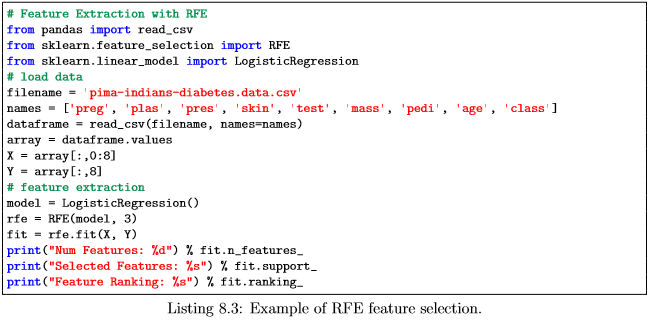 # Feature Extraction with RFE
from pandas import read_csv
from sklearn.feature_selection import RFE
from sklearn.linear_model import LogisticRegression
# load data
filename = 'pima-indians-diabetes.data.csv'
names = ['preg', 'plas', 'pres', 'skin', 'test', 'mass', 'pedi', 'age', 'class']
dataframe = read_csv(filename, names=names)
array = dataframe.values
X = array[:,0:8]
Y = array[:,8]
# feature extraction
model = LogisticRegression()
rfe = RFE(model, 3)
fit = rfe.fit(X, Y)
print("Num Features: %d") % fit.n_features_
print("Selected Features: %s") % fit.support_
print("Feature Ranking: %s") % fit.ranking_
Listing 8.3: Example of RFE feature selection.